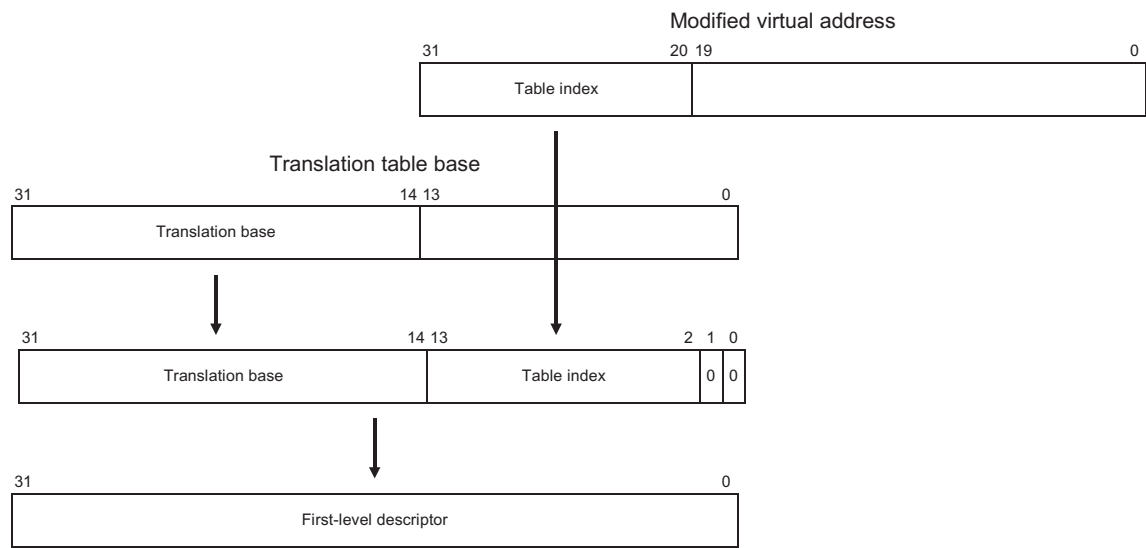 Modified virtual address
31 20 19 0
Table index
Translation table base
31 14 13 0
Translation base
31 14 13 2 1 0
Translation base Table index 0 0
31 0
First-level descriptor